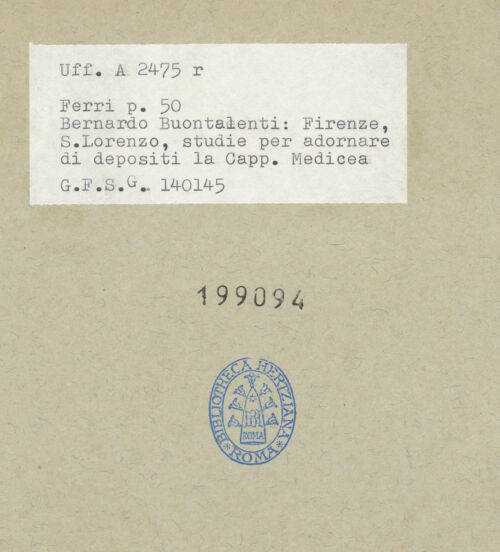 Uff. A 2475 r
Ferri p. 50
Bernardo Buontalenti: Firenze,
S.Lorenzo, studie per adornare
di depositi la Capp. Medicea
G.F.S.G. 140145
199094
BIBLIOTHECA HERTZIANA
ROMA
ROMA